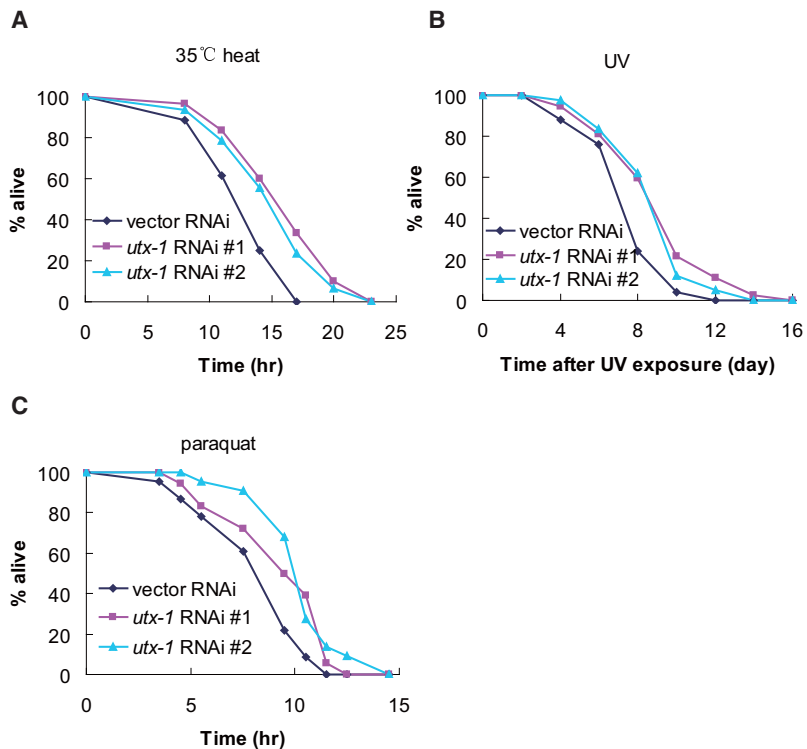 A
35℃ heat
100
80
60
40
20
0
% alive
vector RNAi
utx-1 RNAi #1
utx-1 RNAi #2
0 5 10 15 20 25
Time (hr)
B
UV
100
80
60
40
20
0
% alive
vector RNAi
utx-1 RNAi #1
utx-1 RNAi #2
0 4 8 12 16
Time after UV exposure (day)
C
paraquat
100
80
60
40
20
0
% alive
vector RNAi
utx-1 RNAi #1
utx-1 RNAi #2
0 5 10 15
Time (hr)